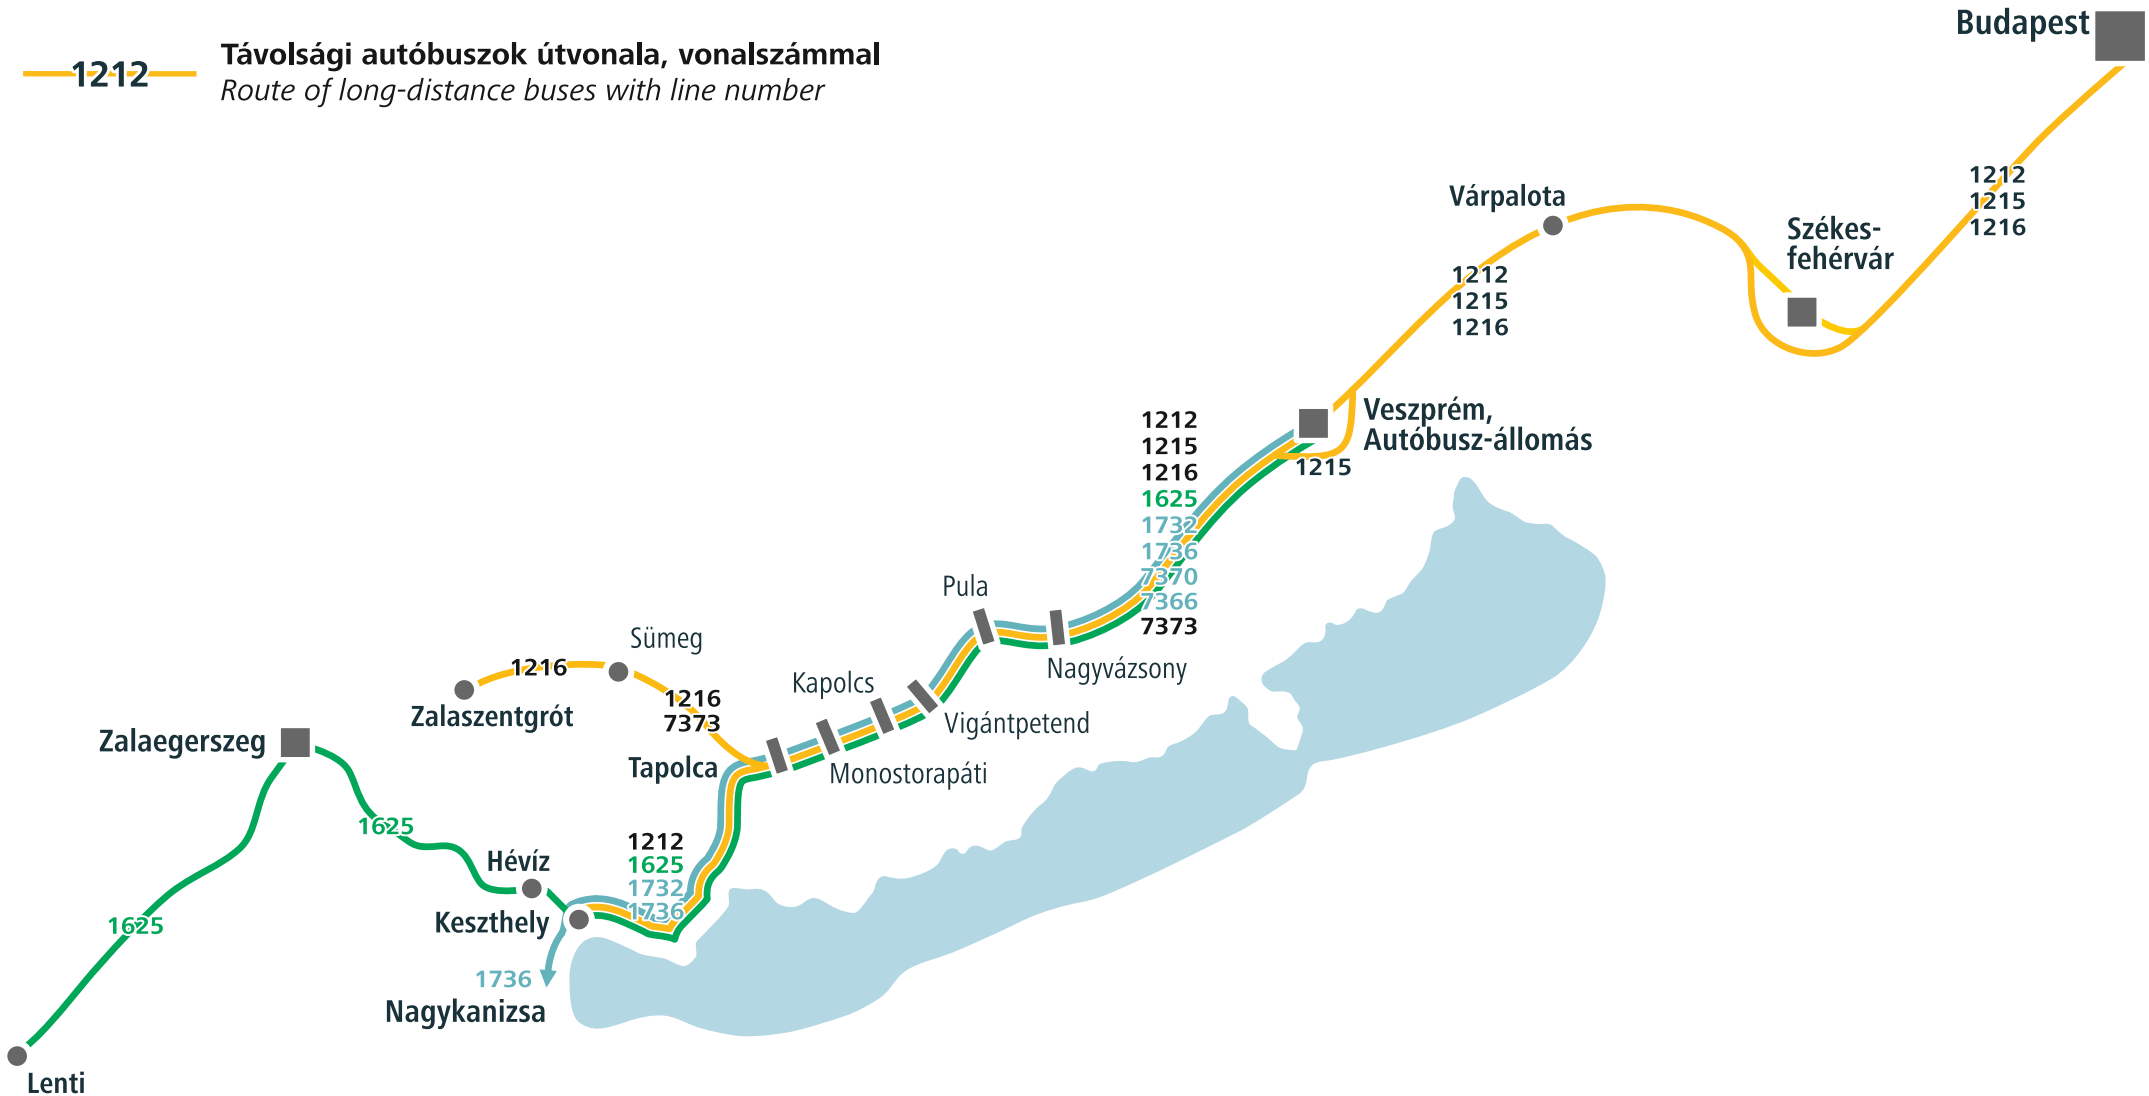 1212
Távolsági autóbuszok útvonala, vonalszámmal
Route of long-distance buses with line number
Budapest
1212
1215
1216
Várpalota
Székes-
fehérvár
1212
1215
1216
Veszprém,
Autóbusz-állomás
1215
1212
1215
1216
1625
1732
1736
7370
7366
7373
Pula
Nagyvázsony
Sümeg
1216
Zalaszentgrót
1216
7373
Kapolcs
Vigántpetend
Tapolca
Monostorapáti
Zalaegerszeg
1625
1212
1625
1732
1736
Hévíz
Keszthely
1625
1736
Nagykanizsa
Lenti